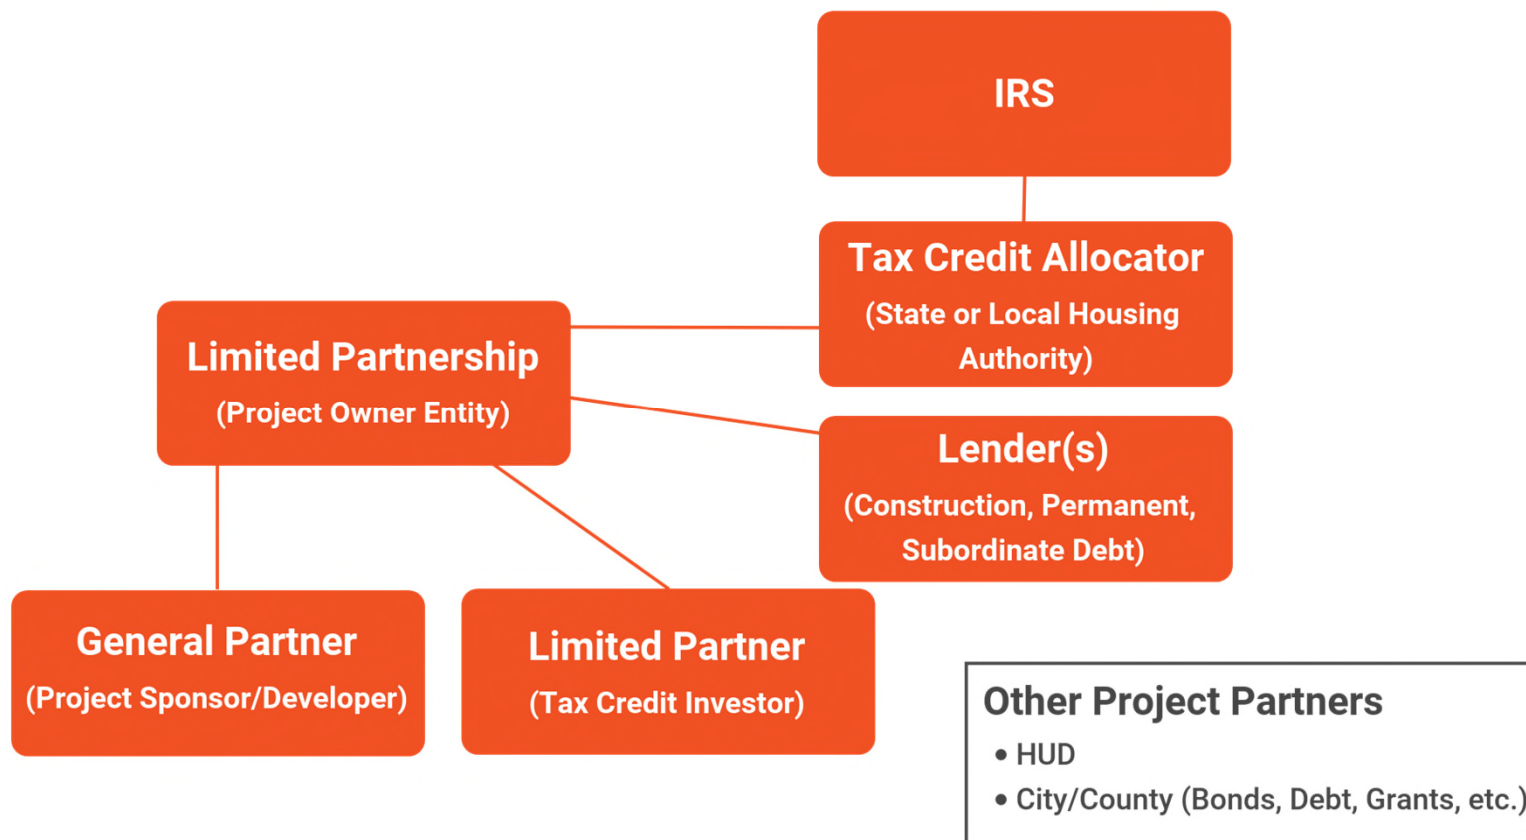 IRS
Tax Credit Allocator
(State or Local Housing
Authority)
Limited Partnership
(Project Owner Entity)
Lender(s)
(Construction, Permanent,
Subordinate Debt)
General Partner
(Project Sponsor/Developer)
Limited Partner
(Tax Credit Investor)
Other Project Partners
• HUD
• City/County (Bonds, Debt, Grants, etc.)